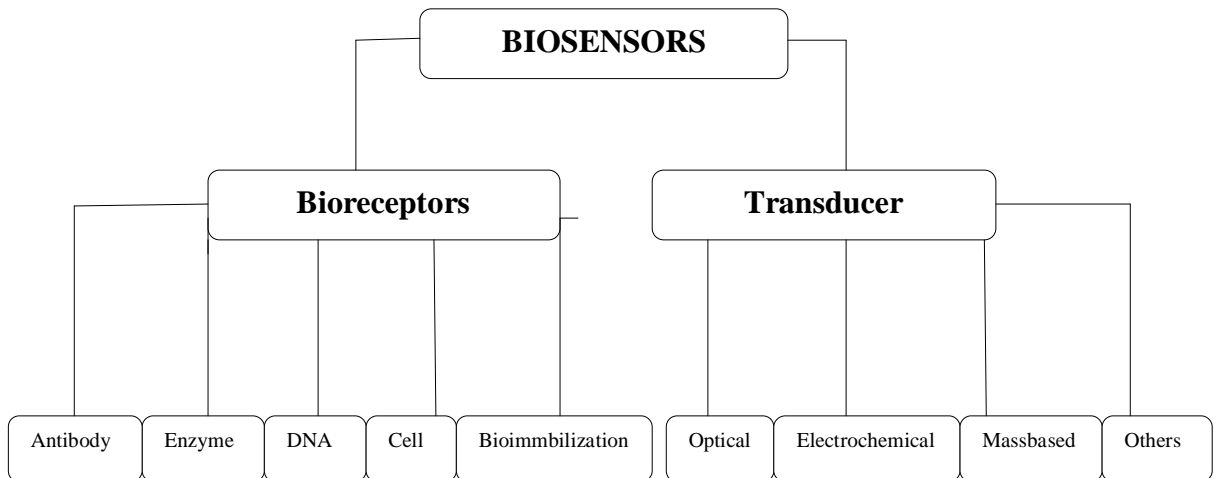 BIOSENSORS
Bioreceptors
Transducer
Antibody
Enzyme
DNA
Cell
Bioimmbilization
Optical
Electrochemical
Massbased
Others